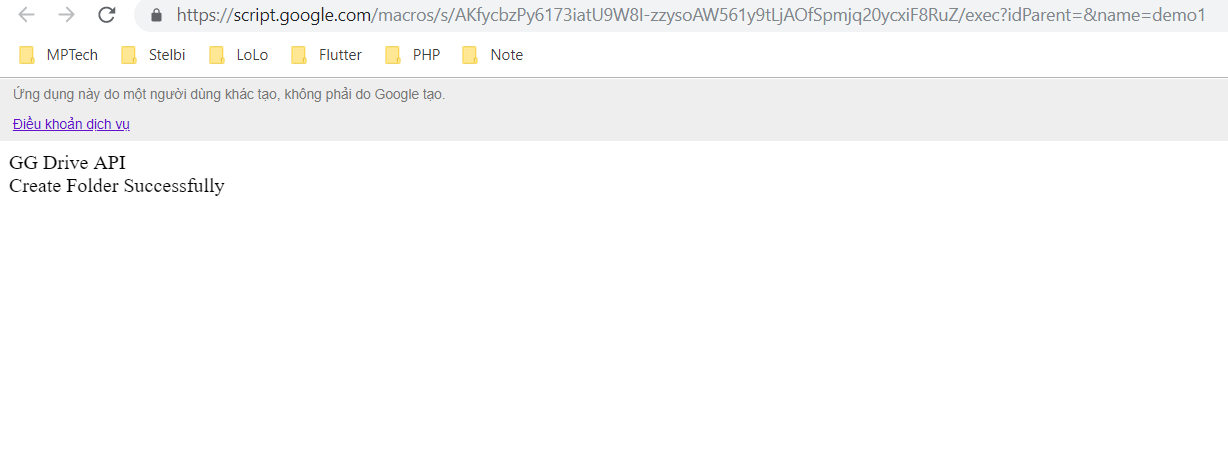 https://script.google.com/macros/s/AKfycbzPy6173iatU9W8I-zzysoAW561y9tLjAOfSpmjq20ycxiF8RuZ/exec?idParent=&name=demo1
MPTech Stelbi LoLo Flutter PHP Note
Ứng dụng này do một người dùng khác tạo, không phải do Google tạo.
Điều khoản dịch vụ
GG Drive API
Create Folder Successfully